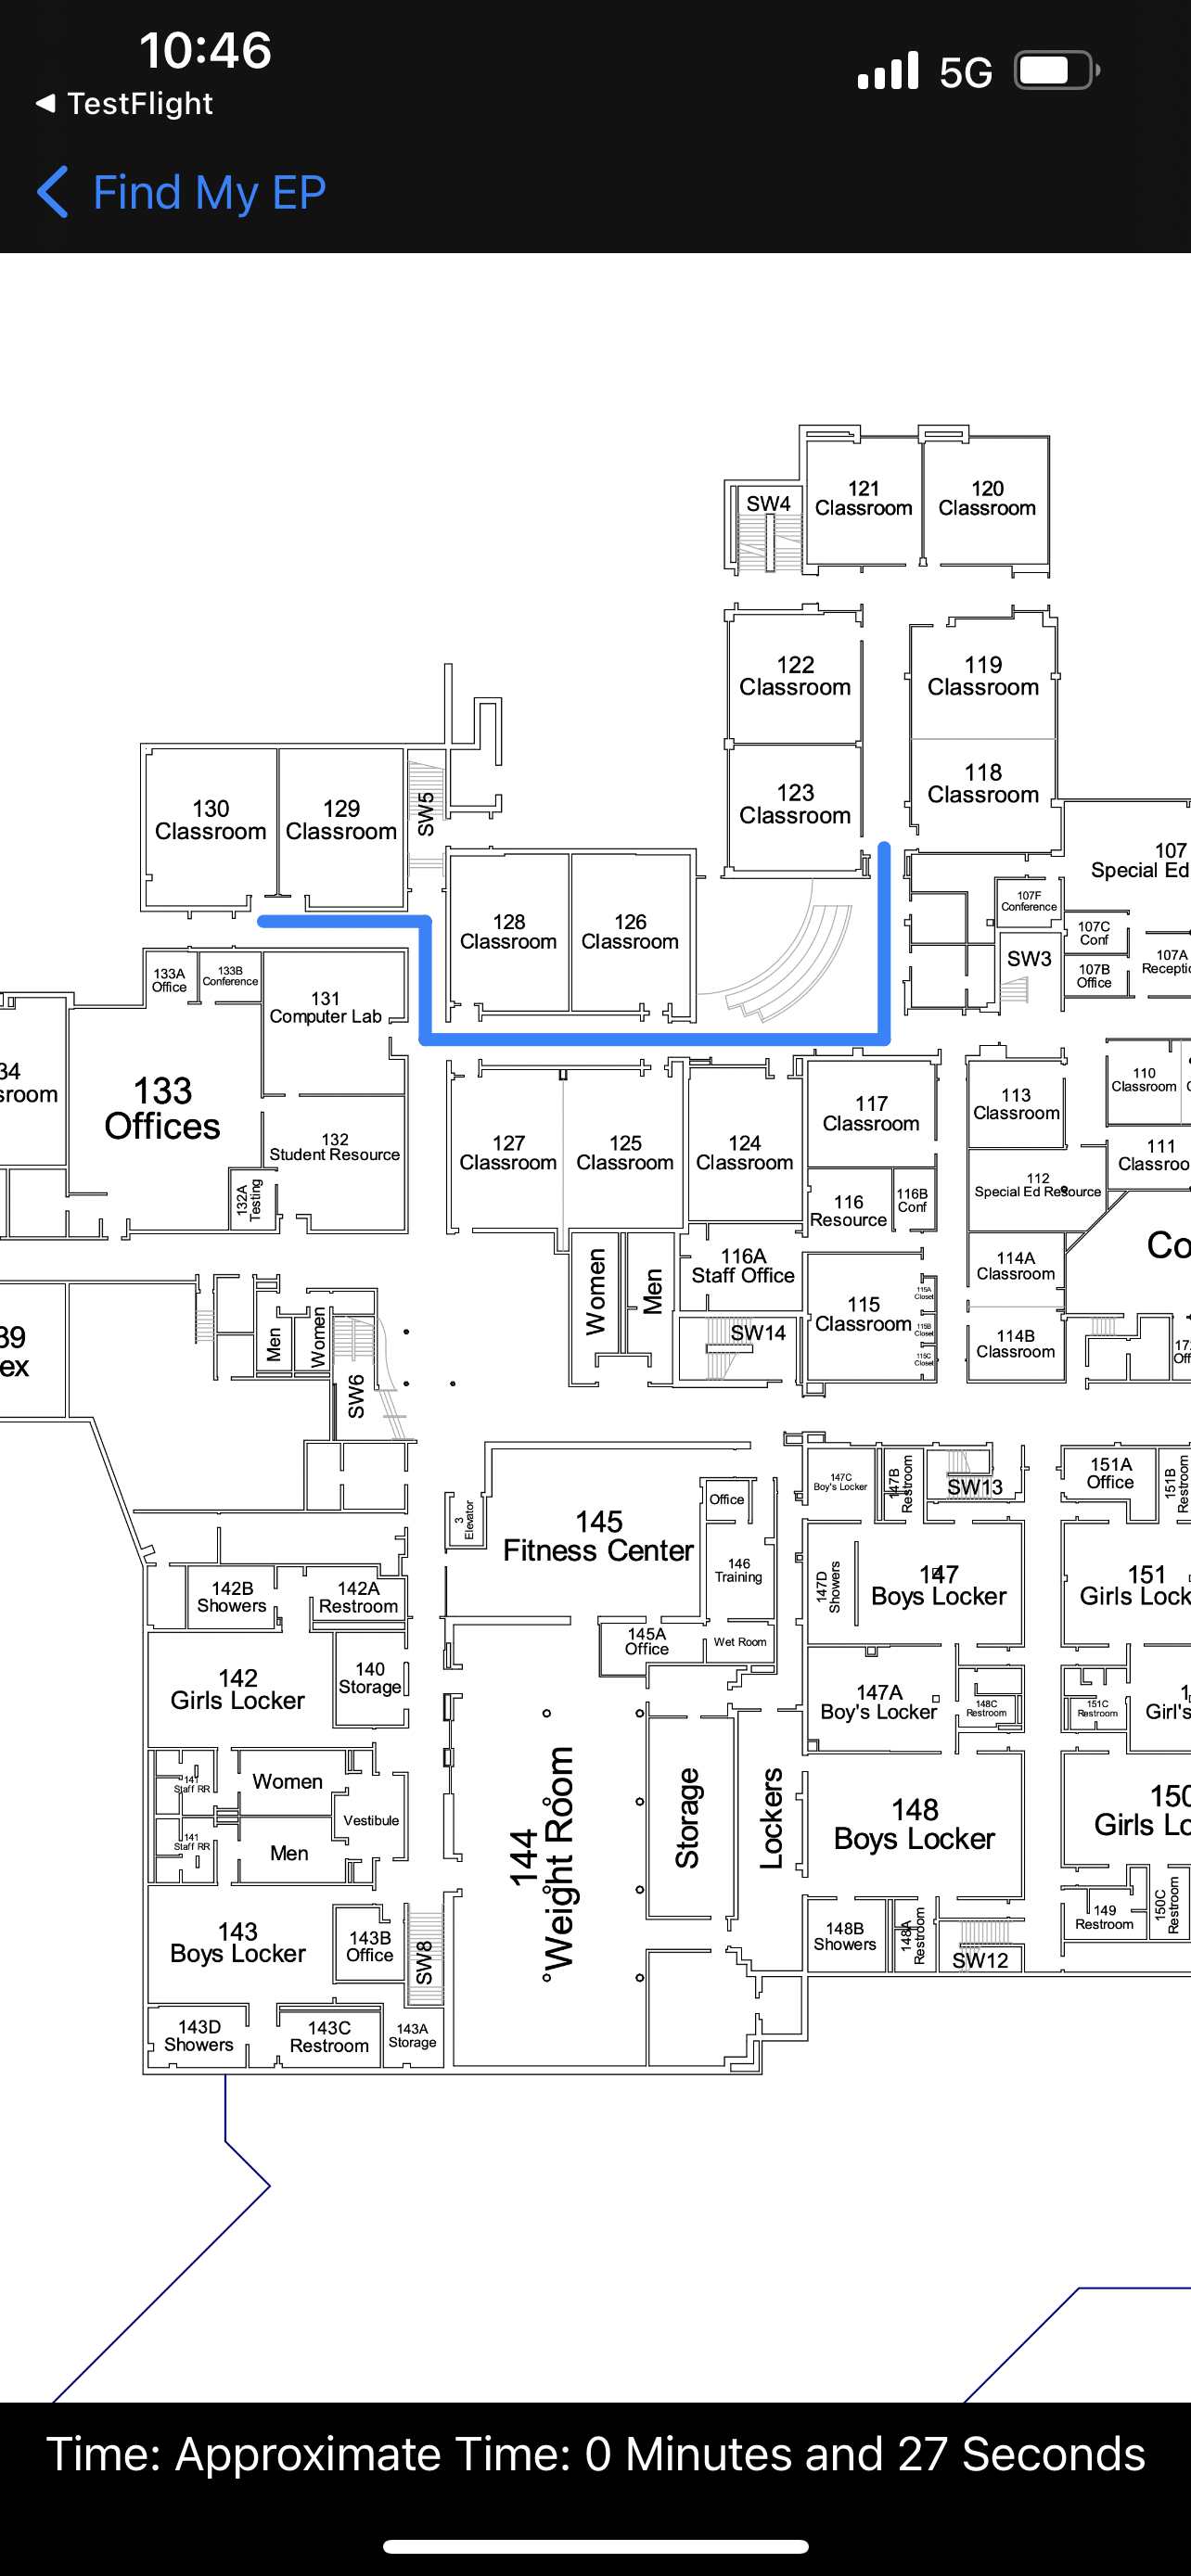 10:46
5G
TestFlight
Find My EP
121
Classroom
120
Classroom
SW4
122
Classroom
119
Classroom
123
Classroom
118
Classroom
130
Classroom
129
Classroom
SW5
107
Special Ed
107F
Conference
128
Classroom
126
Classroom
107C
Conf
SW3
107A
Recepti
107B
Office
133A
Office
133B
Conference
131
Computer Lab
34
sroom
133
Offices
132
Student Resource
132A
Testing
127
Classroom
125
Classroom
124
Classroom
117
Classroom
113
Classroom
110
Classroom
111
Classroo
112
Special Ed Resource
116
Resource
116B
Conf
116A
Staff Office
Women
Men
SW14
115
Classroom
115A
Closet
115B
Closet
115C
Closet
114A
Classroom
114B
Classroom
Co
17
Off
39
ex
Men
Women
SW6
3
Elevator
145
Fitness Center
Office
146
Training
147C
Boy's Locker
147B
Restroom
SW13
151A
Office
151B
Restroom
147D
Showers
147
Boys Locker
151
Girls Lock
142B
Showers
142A
Restroom
145A
Office
Wet Room
142
Girls Locker
140
Storage
147A
Boy's Locker
148C
Restroom
151C
Restroom
1
Girl's
141
Staff RR
Women
Vestibule
141
Staff RR
Men
144
Weight Room
Storage
Lockers
148
Boys Locker
150
Girls Lo
143
Boys Locker
143B
Office
SW8
148B
Showers
148A
Restroom
SW12
149
Restroom
150C
Restroom
143D
Showers
143C
Restroom
143A
Storage
Time: Approximate Time: 0 Minutes and 27 Seconds